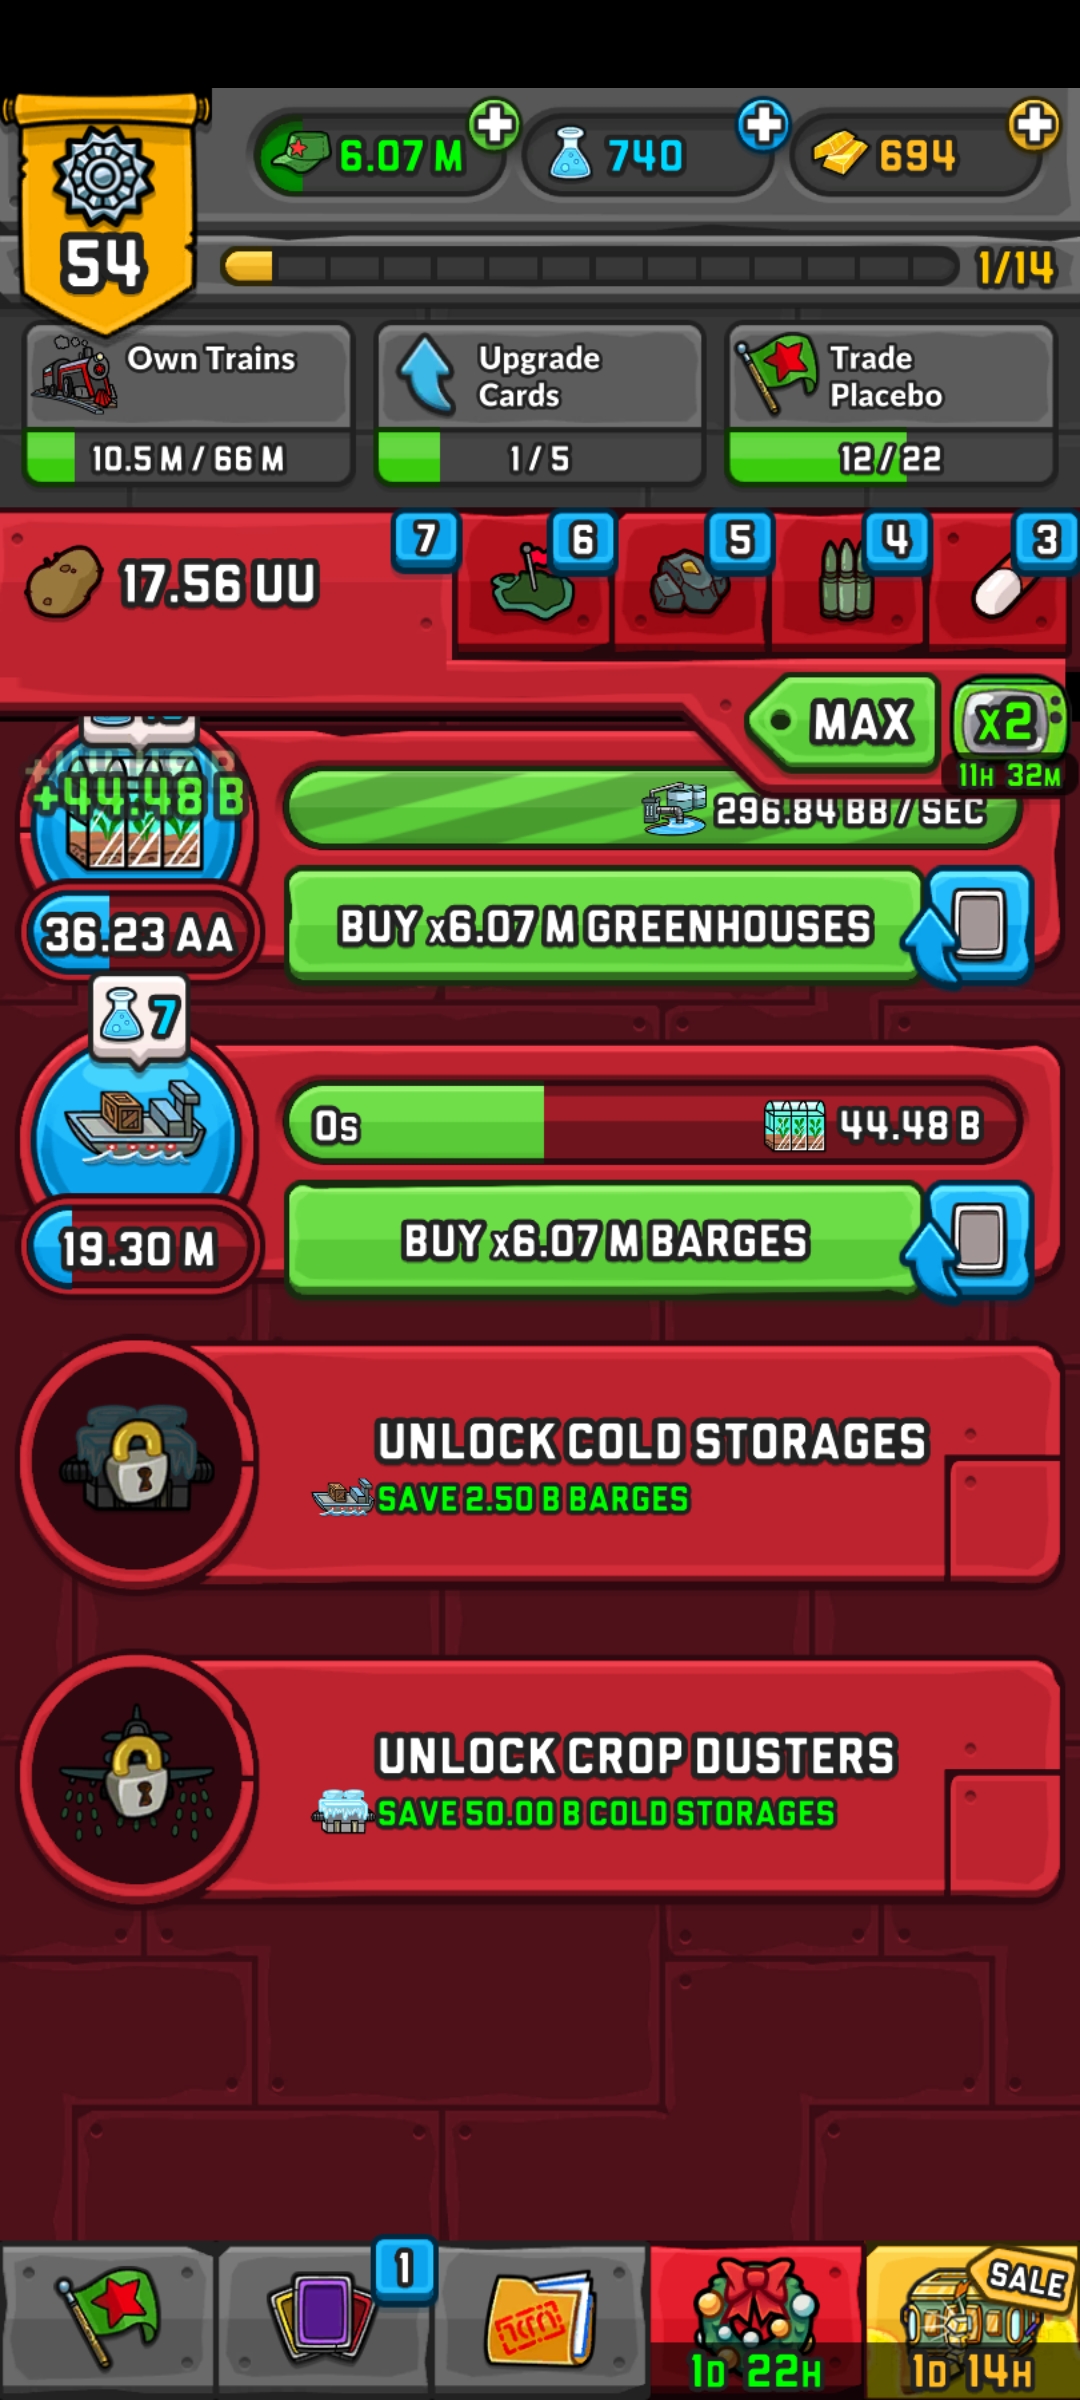 6.07 M
740
694
54
1/14
Own Trains
10.5 M / 66 M
Upgrade
Cards
1 / 5
Trade
Placebo
12 / 22
17.56 UU
7
6
5
4
3
MAX
x2
11H 32M
+44.48 B
296.84 BB / SEC
36.23 AA
BUY x6.07 M GREENHOUSES
7
0s
44.48 B
19.30 M
BUY x6.07 M BARGES
UNLOCK COLD STORAGES
SAVE 2.50 B BARGES
UNLOCK CROP DUSTERS
SAVE 50.00 B COLD STORAGES
1
SALE
1D 22H
1D 14H